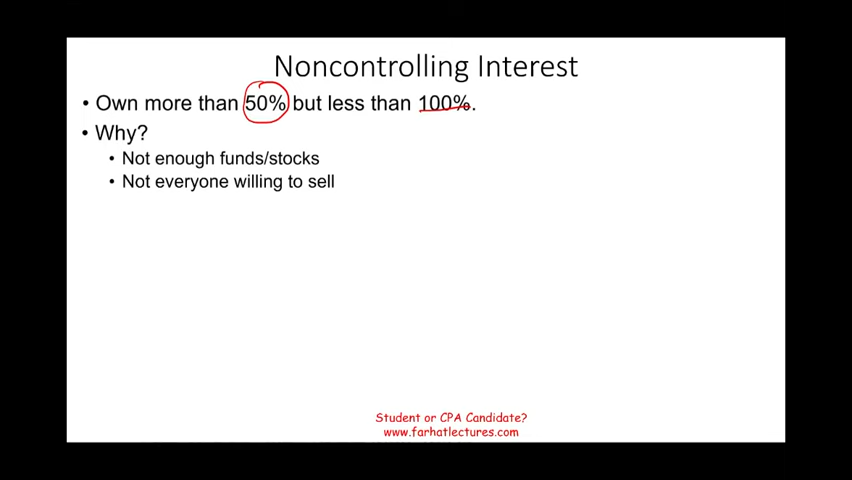 Noncontrolling Interest
• Own more than 50% but less than 100%.
• Why?
• Not enough funds/stocks
• Not everyone willing to sell
Student or CPA Candidate?
www.farhatlectures.com